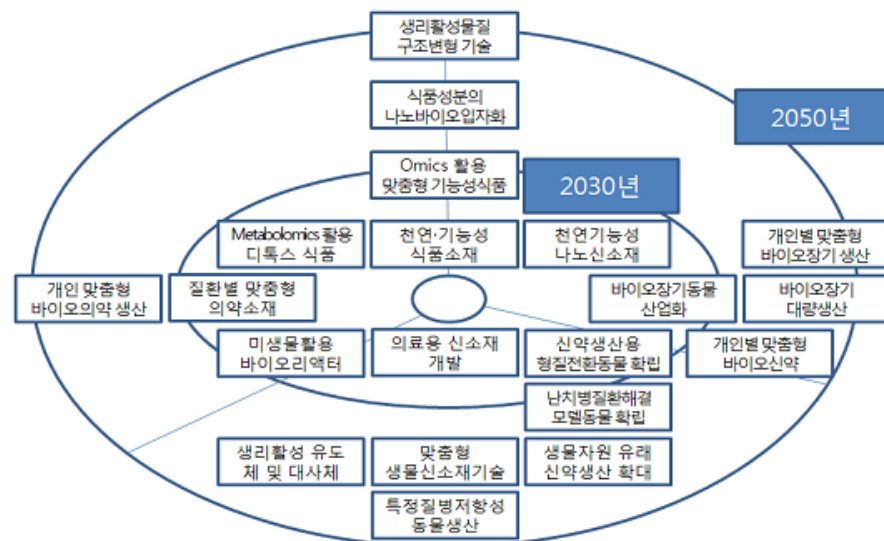 생리활성물질
구조변형 기술
식품성분의
나노바이오입자화
2050년
Omics 활용
맞춤형 기능성식품
2030년
Metabolomics 활용
디톡스 식품
천연·기능성
식품소재
천연기능성
나노신소재
개인별 맞춤형
바이오장기 생산
개인 맞춤형
바이오의약 생산
질환별 맞춤형
의약소재
바이오장기동물
산업화
바이오장기
대량생산
미생물활용
바이오리액터
의료용 신소재
개발
신약생산용
형질전환동물 확립
개인별 맞춤형
바이오신약
난치병질환해결
모델동물 확립
생리활성 유도
체 및 대사체
맞춤형
생물신소재기술
생물자원 유래
신약생산 확대
특정질병저항성
동물생산